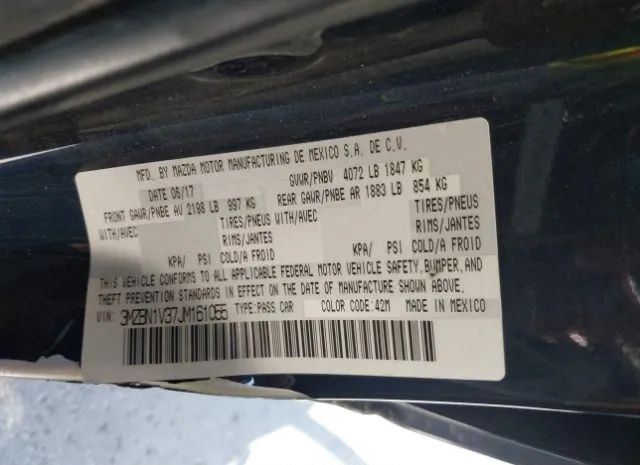 MFD. BY MAZDA MOTOR MANUFACTURING DE MEXICO S.A. DE C.V.
DATE 06/17 GVWR/PNBV 4072 LB 1847 KG
FRONT GAWR/PNBE AV 2198 LB 997 KG REAR GAWR/PNBE AR 1883 LB 854 KG
WITH/AVEC TIRES/PNEUS WITH/AVEC TIRES/PNEUS
RIMS/JANTES RIMS/JANTES
KPA/ PSI COLD/A FROID KPA/ PSI COLD/A FROID
THIS VEHICLE CONFORMS TO ALL APPLICABLE FEDERAL MOTOR VEHICLE SAFETY, BUMPER, AND
THEFT PREVENTION STANDARDS IN EFFECT ON THE DATE OF MANUFACTURE SHOWN ABOVE.
VIN: 3MZBN1V37JM161055 TYPE:PASS CAR COLOR CODE: 42M MADE IN MEXICO